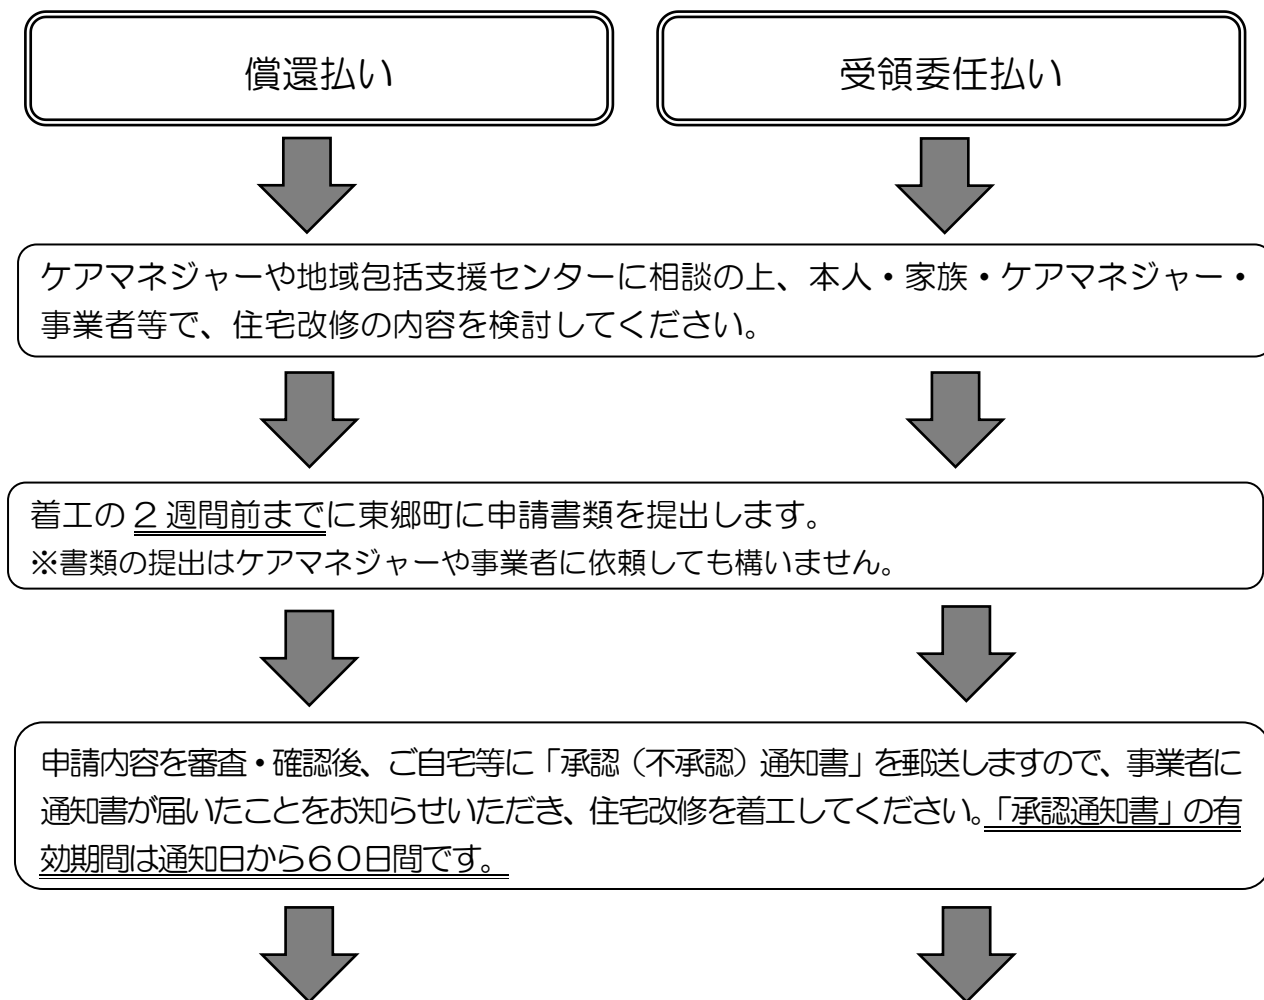 償還払い
受領委任払い
ケアマネジャーや地域包括支援センターに相談の上、本人・家族・ケアマネジャー・
事業者等で、住宅改修の内容を検討してください。
着工の2週間前までに東郷町に申請書類を提出します。
※書類の提出はケアマネジャーや事業者に依頼しても構いません。
申請内容を審査・確認後、ご自宅等に「承認（不承認）通知書」を郵送しますので、事業者に
通知書が届いたことをお知らせいただき、住宅改修を着工してください。「承認通知書」の有
効期間は通知日から６０日間です。